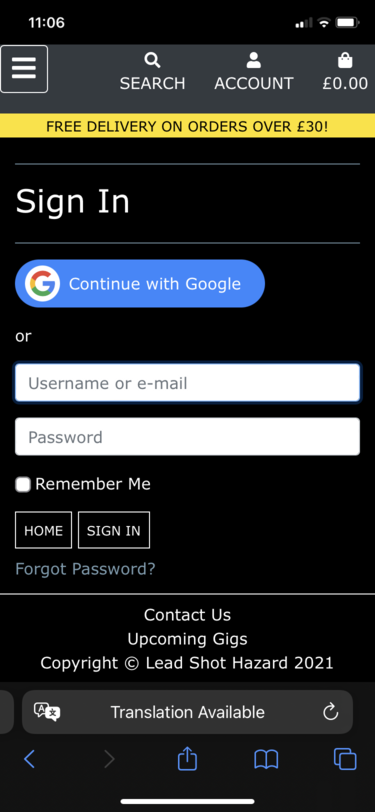 11:06
SEARCH
ACCOUNT
£0.00
FREE DELIVERY ON ORDERS OVER £30!
Sign In
Continue with Google
or
Username or e-mail
Password
Remember Me
HOME
SIGN IN
Forgot Password?
Contact Us
Upcoming Gigs
Copyright © Lead Shot Hazard 2021
Translation Available